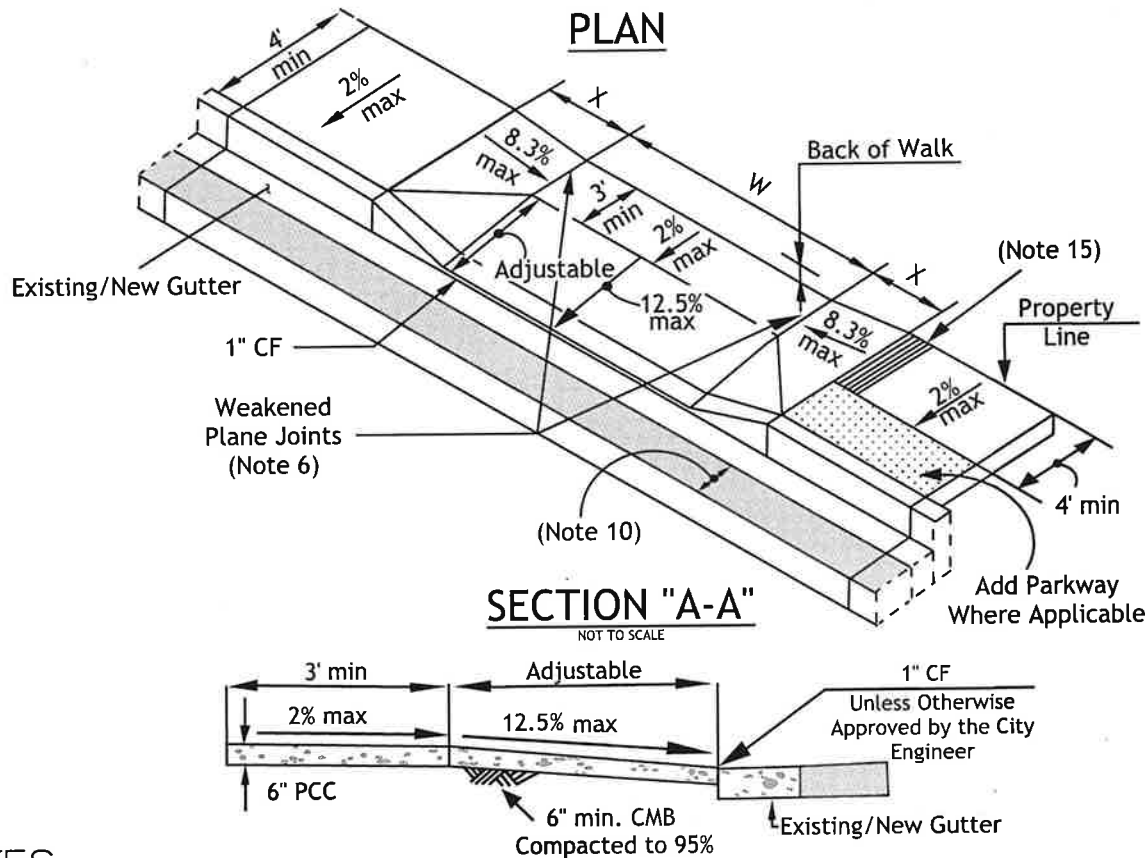 PLAN
4'
min
2%
max
X
8.3%
max
W
3'
min
2%
max
Back of Walk
X
(Note 15)
Property
Line
Existing/New Gutter
Adjustable
12.5%
max
8.3%
max
2%
max
1" CF
Weakened
Plane Joints
(Note 6)
4' min
(Note 10)
Add Parkway
Where Applicable
SECTION "A-A"
NOT TO SCALE
3' min
Adjustable
1" CF
Unless Otherwise
Approved by the City
Engineer
2% max
12.5% max
6" PCC
6" min. CMB
Compacted to 95%
Existing/New Gutter